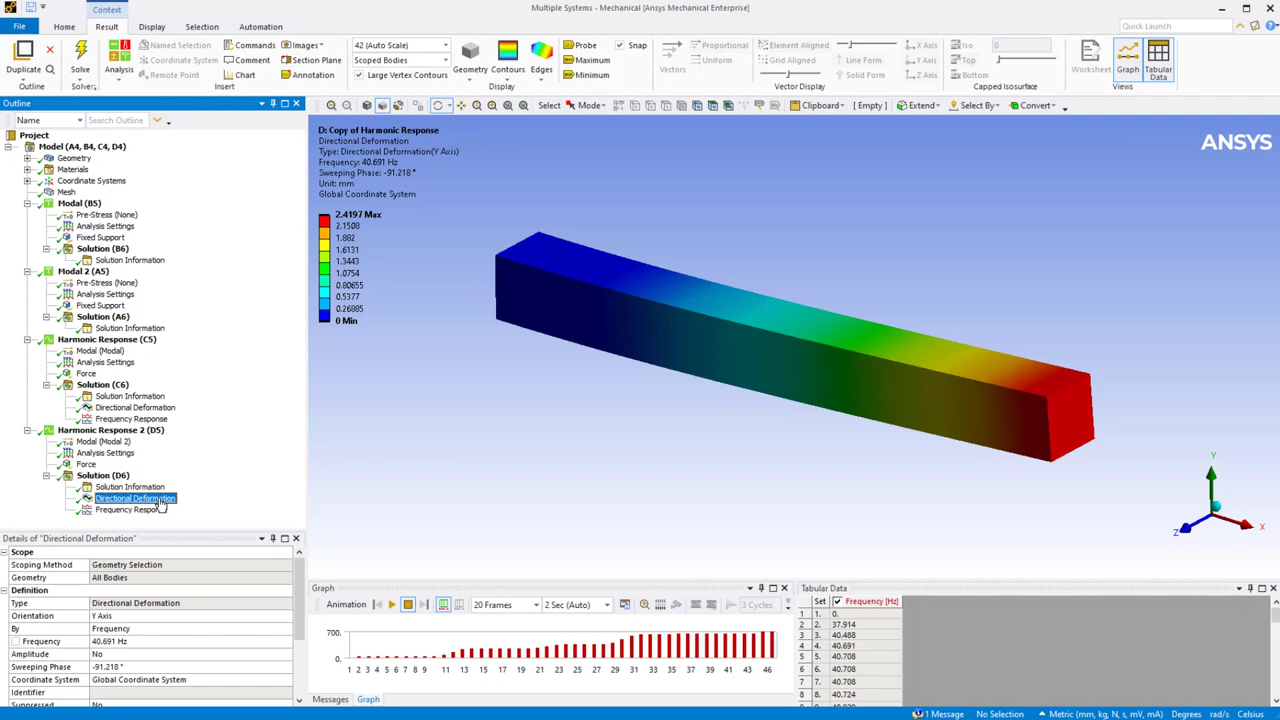 Context
Multiple Systems - Mechanical [Ansys Mechanical Enterprise]
File Home Result Display Selection Automation
Quick Launch
Duplicate
Outline
Solve
Solver
Analysis
Named Selection
Coordinate System
Remote Point
Commands
Comment
Chart
Images
Section Plane
Annotation
Insert
42 (Auto Scale)
Scoped Bodies
Large Vertex Contours
Geometry
Contours
Edges
Display
Probe
Maximum
Minimum
Snap
Vectors
Proportional
Uniform
Element Aligned
Grid Aligned
Line Form
Solid Form
X Axis
Y Axis
Z Axis
Vector Display
Iso
Top
Bottom
0
Capped Isosurface
Worksheet
Graph
Tabular Data
Views
Outline
Name
Search Outline
Select
Mode
Clipboard
[ Empty ]
Extend
Select By
Convert
Project
Model (A4, B4, C4, D4)
Geometry
Materials
Coordinate Systems
Mesh
Modal (B5)
Pre-Stress (None)
Analysis Settings
Fixed Support
Solution (B6)
Solution Information
Modal 2 (A5)
Pre-Stress (None)
Analysis Settings
Fixed Support
Solution (A6)
Solution Information
Harmonic Response (C5)
Modal (Modal)
Analysis Settings
Force
Solution (C6)
Solution Information
Directional Deformation
Frequency Response
Harmonic Response 2 (D5)
Modal (Modal 2)
Analysis Settings
Force
Solution (D6)
Solution Information
Directional Deformation
Frequency Response
D: Copy of Harmonic Response
Directional Deformation
Type: Directional Deformation(Y Axis)
Frequency: 40.691 Hz
Sweeping Phase: -91.218 °
Unit: mm
Global Coordinate System
2.4197 Max
2.1508
1.882
1.6131
1.3443
1.0754
0.80655
0.5377
0.26885
0 Min
ANSYS
Y
Z
X
Details of "Directional Deformation"
Scope
Scoping Method Geometry Selection
Geometry All Bodies
Definition
Type Directional Deformation
Orientation Y Axis
By Frequency
Frequency 40.691 Hz
Amplitude No
Sweeping Phase -91.218 °
Coordinate System Global Coordinate System
Identifier
Suppressed No
Graph
Animation
20 Frames
2 Sec (Auto)
3 Cycles
700.
0.
1 2 3 4 5 6 7 8 9 11 13 15 17 19 21 23 25 27 29 31 33 35 37 39 41 43 46
Messages Graph
Tabular Data
Set Frequency [Hz]
1 1. 0.
2 2. 37.914
3 3. 40.488
4 4. 40.691
5 5. 40.708
6 6. 40.708
7 7. 40.708
8 8. 40.724
1 Message
No Selection
Metric (mm, kg, N, s, mV, mA)
Degrees
rad/s
Celsius